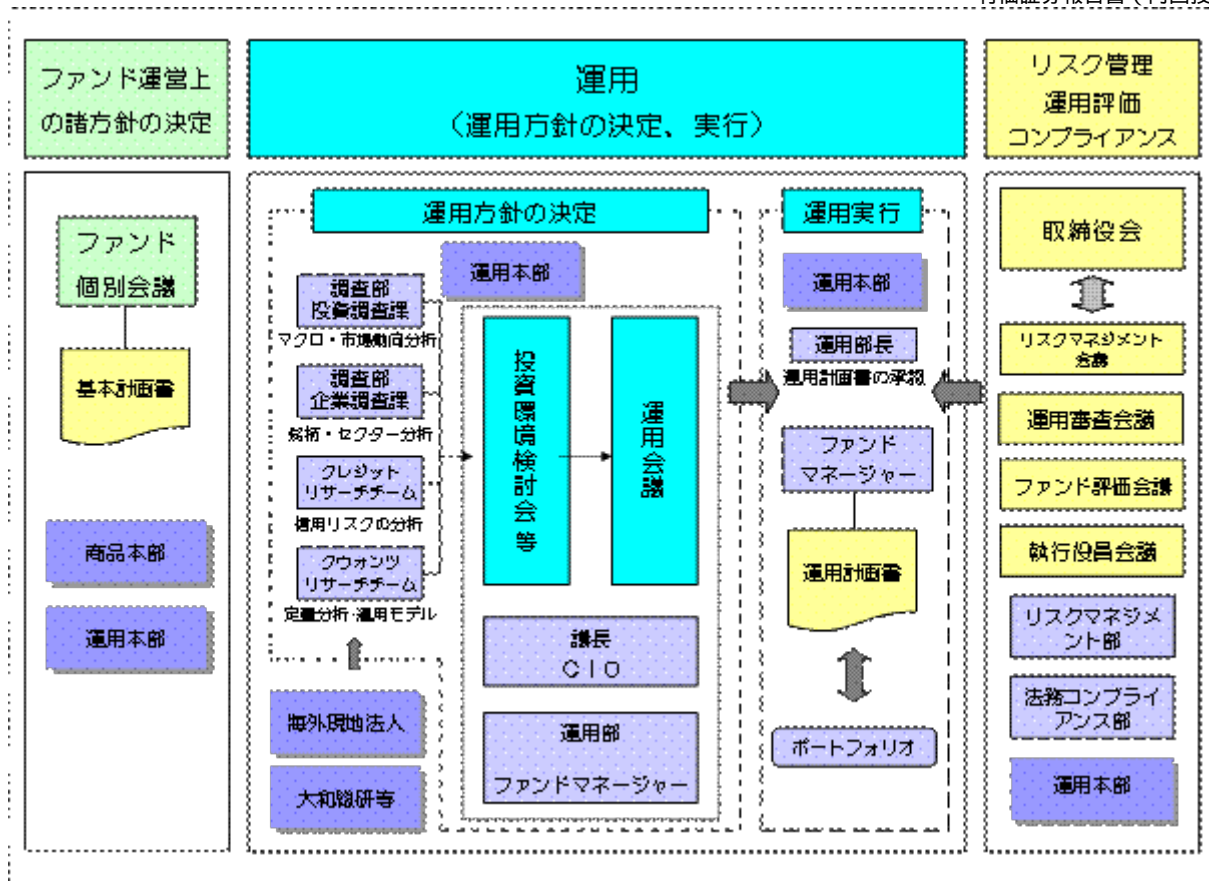 ファンド運営上
の諸方針の決定
運用
（運用方針の決定、実行）
リスク管理
運用評価
コンプライアンス
ファンド
個別会議
基本計画書
商品本部
運用本部
運用方針の決定
運用本部
調査部
投資調査課
マクロ・市場動向分析
調査部
企業調査課
銘柄・セクター分析
クレジット
リサーチチーム
信用リスクの分析
クウォンツ
リサーチチーム
定量分析・運用モデル
海外現地法人
大和総研等
投資環境検討会等
運用会議
議長
ＣＩＯ
運用部
ファンドマネージャー
運用実行
運用本部
運用部長
運用計画書の承認
ファンド
マネージャー
運用計画書
ポートフォリオ
取締役会
リスクマネジメント
会議
運用審査会議
ファンド評価会議
執行役員会議
リスクマネジメ
ント部
法務コンプライ
アンス部
運用本部